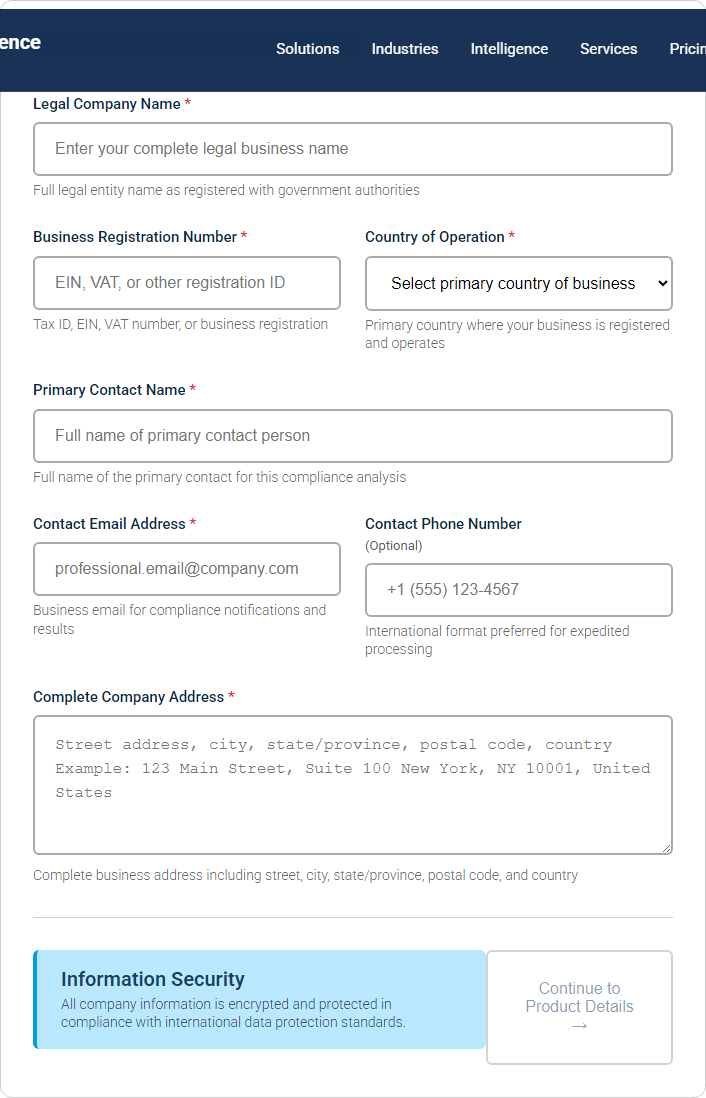 ence
Solutions Industries Intelligence Services Pricin
Legal Company Name *
Enter your complete legal business name
Full legal entity name as registered with government authorities
Business Registration Number *
EIN, VAT, or other registration ID
Tax ID, EIN, VAT number, or business registration
Country of Operation *
Select primary country of business
Primary country where your business is registered
and operates
Primary Contact Name *
Full name of primary contact person
Full name of the primary contact for this compliance analysis
Contact Email Address *
professional.email@company.com
Business email for compliance notifications and
results
Contact Phone Number
(Optional)
+1 (555) 123-4567
International format preferred for expedited
processing
Complete Company Address *
Street address, city, state/province, postal code, country
Example: 123 Main Street, Suite 100 New York, NY 10001, United
States
Complete business address including street, city, state/province, postal code, and country
Information Security
All company information is encrypted and protected in
compliance with international data protection standards.
Continue to
Product Details
→